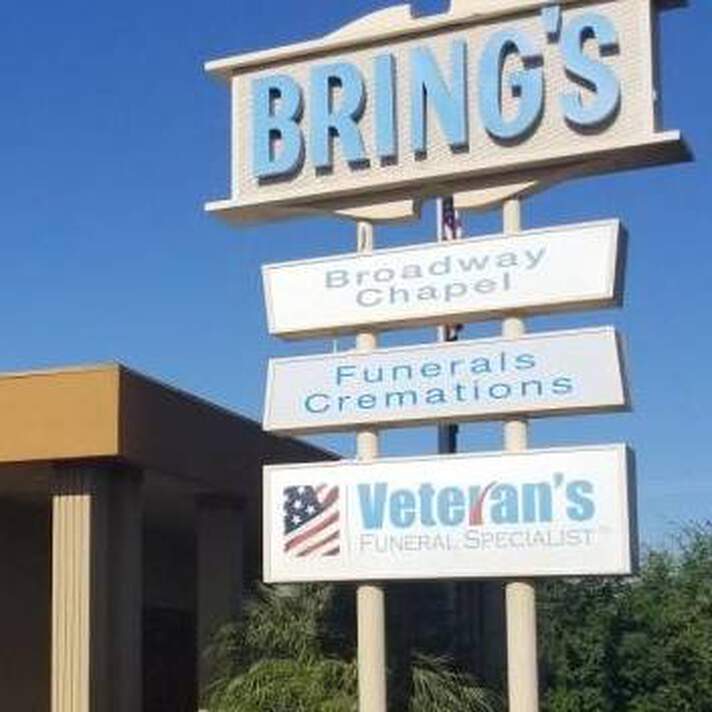 BRING'S
Broadway
Chapel
Funerals
Cremations
Veteran's
FUNERAL SPECIALIST